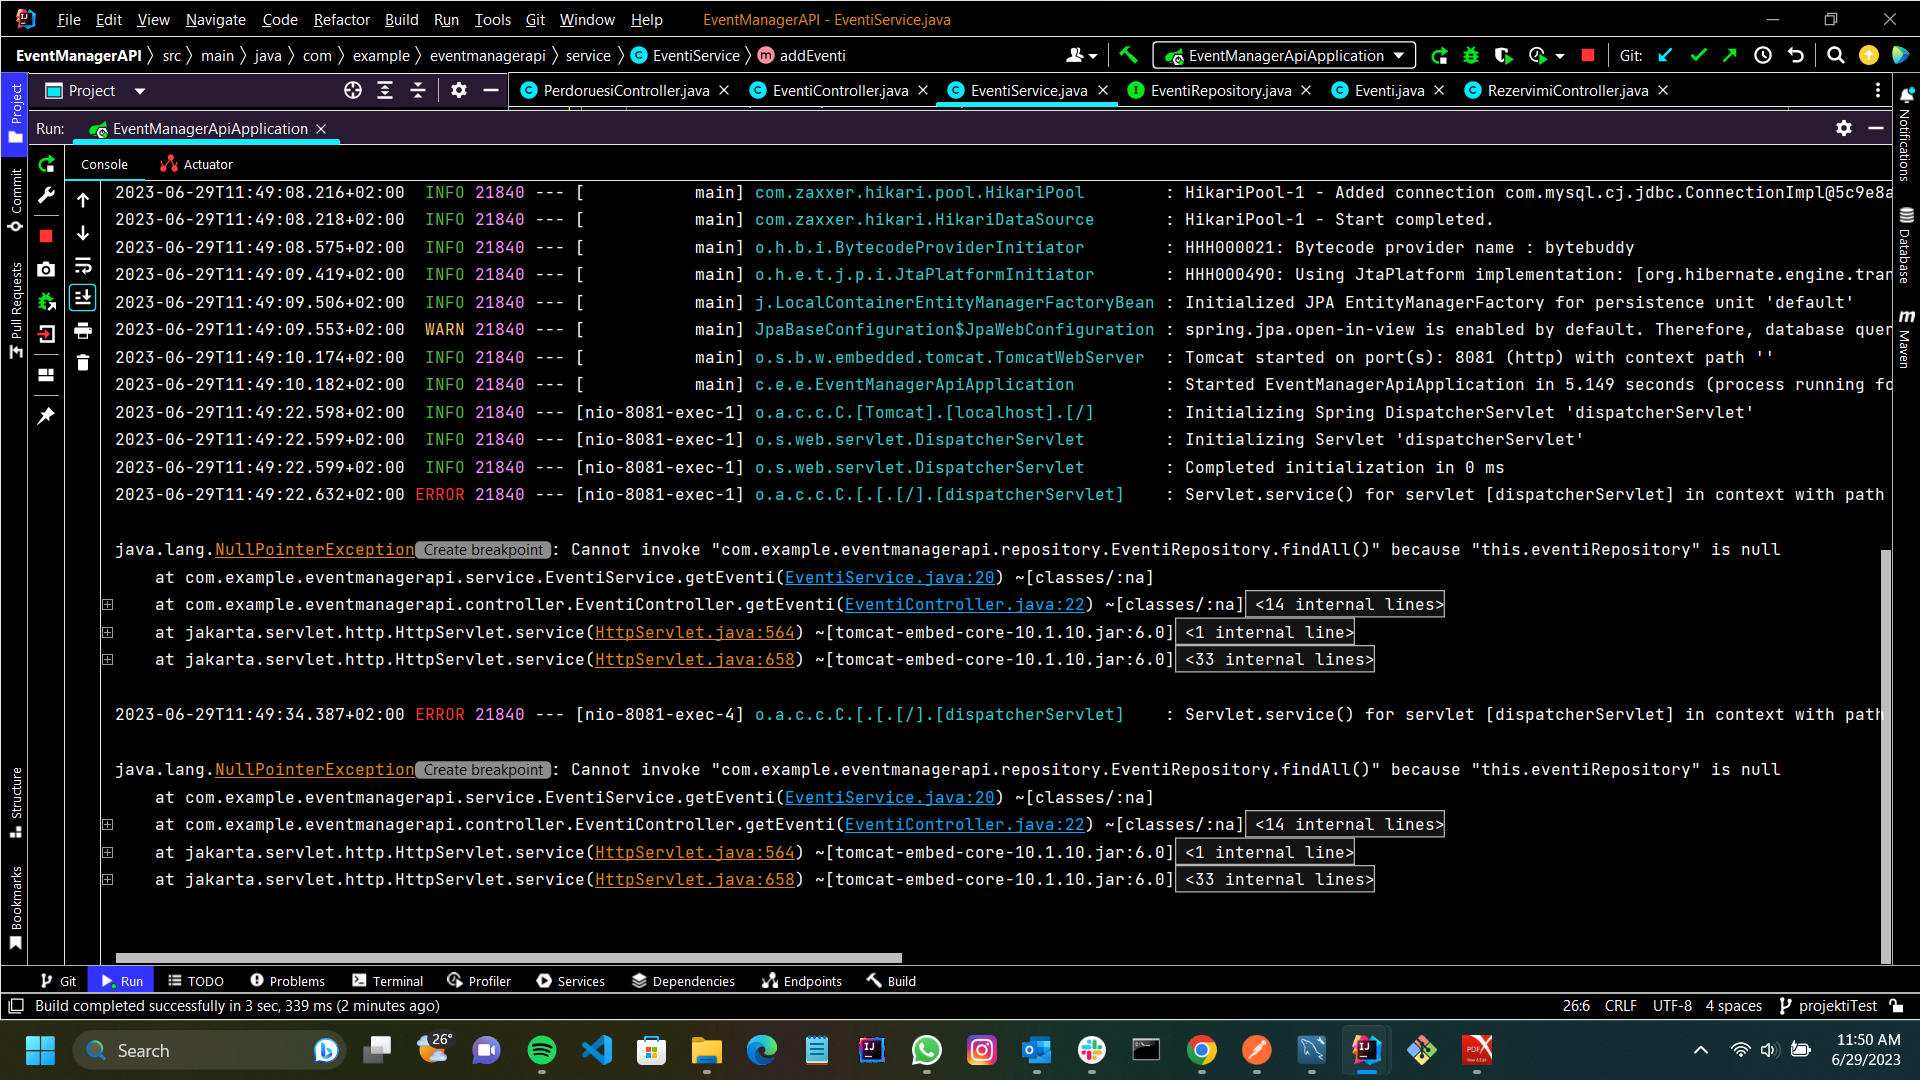 File Edit View Navigate Code Refactor Build Run Tools Git Window Help EventManagerAPI - EventiService.java
EventManagerAPI src main java com example eventmanagerapi service EventiService addEventi EventManagerApiApplication Git:
Project PerdoruesiController.java EventiController.java EventiService.java EventiRepository.java Eventi.java RezervimiController.java
Run: EventManagerApiApplication
Console Actuator
2023-06-29T11:49:08.216+02:00 INFO 21840 --- [ main] com.zaxxer.hikari.pool.HikariPool : HikariPool-1 - Added connection com.mysql.cj.jdbc.ConnectionImpl@5c9e8a
2023-06-29T11:49:08.218+02:00 INFO 21840 --- [ main] com.zaxxer.hikari.HikariDataSource : HikariPool-1 - Start completed.
2023-06-29T11:49:08.575+02:00 INFO 21840 --- [ main] o.h.b.i.BytecodeProviderInitiator : HHH000021: Bytecode provider name : bytebuddy
2023-06-29T11:49:09.419+02:00 INFO 21840 --- [ main] o.h.e.t.j.p.i.JtaPlatformInitiator : HHH000490: Using JtaPlatform implementation: [org.hibernate.engine.tran
2023-06-29T11:49:09.506+02:00 INFO 21840 --- [ main] j.LocalContainerEntityManagerFactoryBean : Initialized JPA EntityManagerFactory for persistence unit 'default'
2023-06-29T11:49:09.553+02:00 WARN 21840 --- [ main] JpaBaseConfiguration$JpaWebConfiguration : spring.jpa.open-in-view is enabled by default. Therefore, database quer
2023-06-29T11:49:10.174+02:00 INFO 21840 --- [ main] o.s.b.w.embedded.tomcat.TomcatWebServer : Tomcat started on port(s): 8081 (http) with context path ''
2023-06-29T11:49:10.182+02:00 INFO 21840 --- [ main] c.e.e.EventManagerApiApplication : Started EventManagerApiApplication in 5.149 seconds (process running fo
2023-06-29T11:49:22.598+02:00 INFO 21840 --- [nio-8081-exec-1] o.a.c.c.C.[Tomcat].[localhost].[/] : Initializing Spring DispatcherServlet 'dispatcherServlet'
2023-06-29T11:49:22.599+02:00 INFO 21840 --- [nio-8081-exec-1] o.s.web.servlet.DispatcherServlet : Initializing Servlet 'dispatcherServlet'
2023-06-29T11:49:22.599+02:00 INFO 21840 --- [nio-8081-exec-1] o.s.web.servlet.DispatcherServlet : Completed initialization in 0 ms
2023-06-29T11:49:22.632+02:00 ERROR 21840 --- [nio-8081-exec-1] o.a.c.c.C.[.[.[/].[dispatcherServlet] : Servlet.service() for servlet [dispatcherServlet] in context with path
java.lang.NullPointerException Create breakpoint : Cannot invoke "com.example.eventmanagerapi.repository.EventiRepository.findAll()" because "this.eventiRepository" is null
at com.example.eventmanagerapi.service.EventiService.getEventi(EventiService.java:20) ~[classes/:na]
at com.example.eventmanagerapi.controller.EventiController.getEventi(EventiController.java:22) ~[classes/:na] <14 internal lines>
at jakarta.servlet.http.HttpServlet.service(HttpServlet.java:564) ~[tomcat-embed-core-10.1.10.jar:6.0] <1 internal line>
at jakarta.servlet.http.HttpServlet.service(HttpServlet.java:658) ~[tomcat-embed-core-10.1.10.jar:6.0] <33 internal lines>
2023-06-29T11:49:34.387+02:00 ERROR 21840 --- [nio-8081-exec-4] o.a.c.c.C.[.[.[/].[dispatcherServlet] : Servlet.service() for servlet [dispatcherServlet] in context with path
java.lang.NullPointerException Create breakpoint : Cannot invoke "com.example.eventmanagerapi.repository.EventiRepository.findAll()" because "this.eventiRepository" is null
at com.example.eventmanagerapi.service.EventiService.getEventi(EventiService.java:20) ~[classes/:na]
at com.example.eventmanagerapi.controller.EventiController.getEventi(EventiController.java:22) ~[classes/:na] <14 internal lines>
at jakarta.servlet.http.HttpServlet.service(HttpServlet.java:564) ~[tomcat-embed-core-10.1.10.jar:6.0] <1 internal line>
at jakarta.servlet.http.HttpServlet.service(HttpServlet.java:658) ~[tomcat-embed-core-10.1.10.jar:6.0] <33 internal lines>
Project
Commit
Pull Requests
Structure
Bookmarks
Notifications
Database
Maven
Git Run TODO Problems Terminal Profiler Services Dependencies Endpoints Build
Build completed successfully in 3 sec, 339 ms (2 minutes ago) 26:6 CRLF UTF-8 4 spaces projektiTest
Search 26° 11:50 AM
6/29/2023